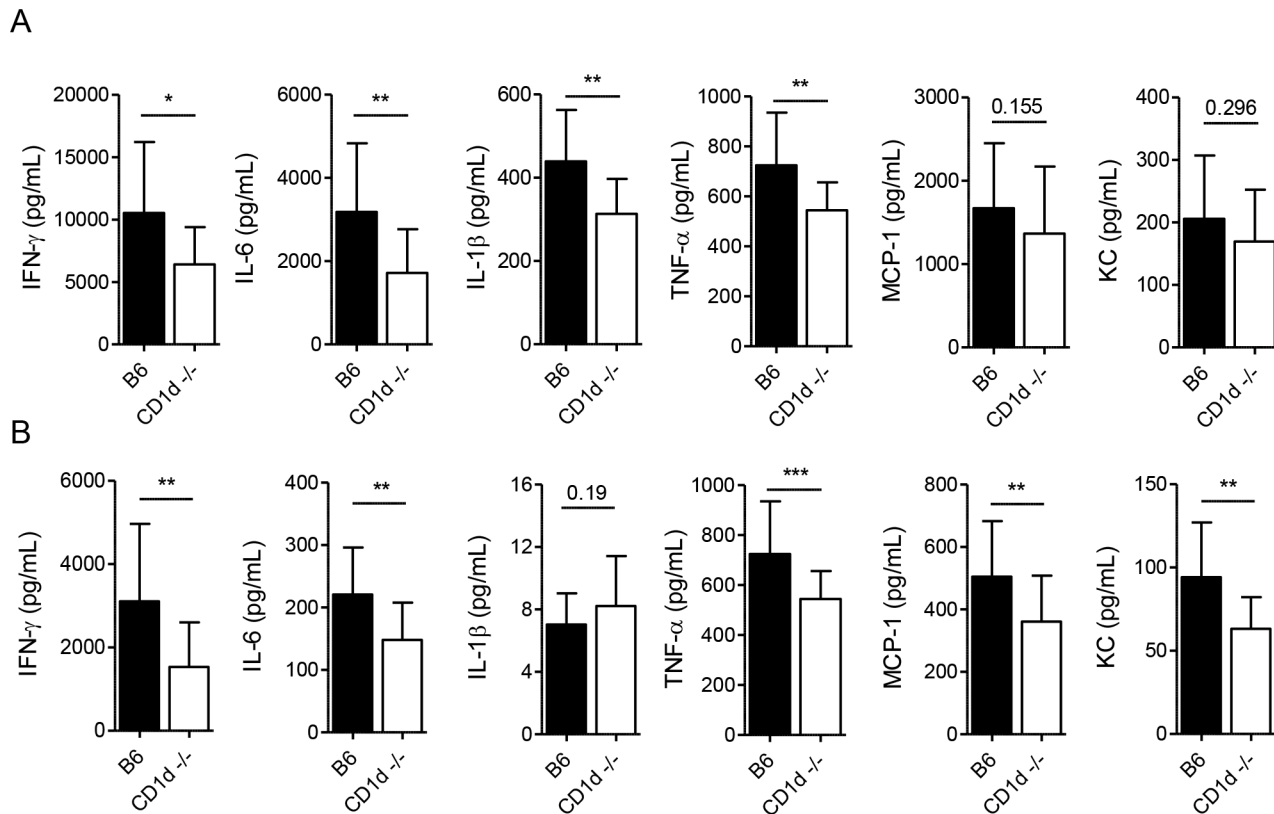 A
IFN-γ (pg/mL)
20000
15000
10000
5000
0
*
B6
CD1d -/-
IL-6 (pg/mL)
6000
4000
2000
0
**
B6
CD1d -/-
IL-1β (pg/mL)
600
400
200
0
**
B6
CD1d -/-
TNF-α (pg/mL)
1000
800
600
400
200
0
**
B6
CD1d -/-
MCP-1 (pg/mL)
3000
2000
1000
0
0.155
B6
CD1d -/-
KC (pg/mL)
400
300
200
100
0
0.296
B6
CD1d -/-
B
IFN-γ (pg/mL)
6000
4000
2000
0
**
B6
CD1d -/-
IL-6 (pg/mL)
400
300
200
100
0
**
B6
CD1d -/-
IL-1β (pg/mL)
16
12
8
4
0
0.19
B6
CD1d -/-
TNF-α (pg/mL)
1000
800
600
400
200
0
***
B6
CD1d -/-
MCP-1 (pg/mL)
800
600
400
200
0
**
B6
CD1d -/-
KC (pg/mL)
150
100
50
0
**
B6
CD1d -/-